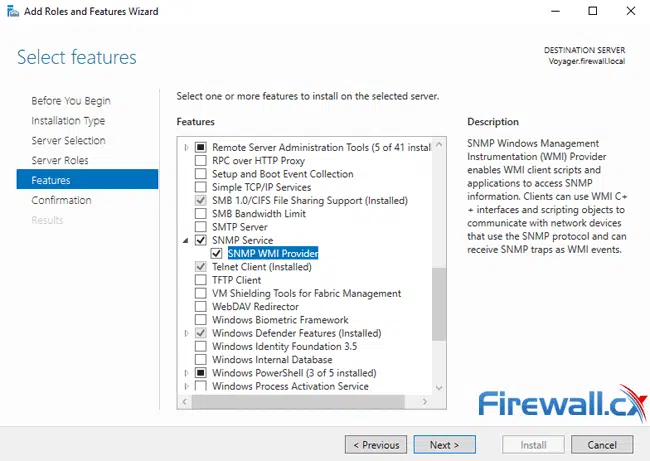 Add Roles and Features Wizard
Select features
DESTINATION SERVER
Voyager.firewall.local
Before You Begin
Installation Type
Server Selection
Server Roles
Features
Confirmation
Results
Select one or more features to install on the selected server.
Features
Remote Server Administration Tools (5 of 41 instal
RPC over HTTP Proxy
Setup and Boot Event Collection
Simple TCP/IP Services
SMB 1.0/CIFS File Sharing Support (Installed)
SMB Bandwidth Limit
SMTP Server
SNMP Service
SNMP WMI Provider
Telnet Client (Installed)
TFTP Client
VM Shielding Tools for Fabric Management
WebDAV Redirector
Windows Biometric Framework
Windows Defender Features (Installed)
Windows Identity Foundation 3.5
Windows Internal Database
Windows PowerShell (3 of 5 installed)
Windows Process Activation Service
Description
SNMP Windows Management
Instrumentation (WMI) Provider
enables WMI client scripts and
applications to access SNMP
information. Clients can use WMI C+
+ interfaces and scripting objects to
communicate with network devices
that use the SNMP protocol and can
receive SNMP traps as WMI events.
Firewall.cx
< Previous
Next >
Install
Cancel